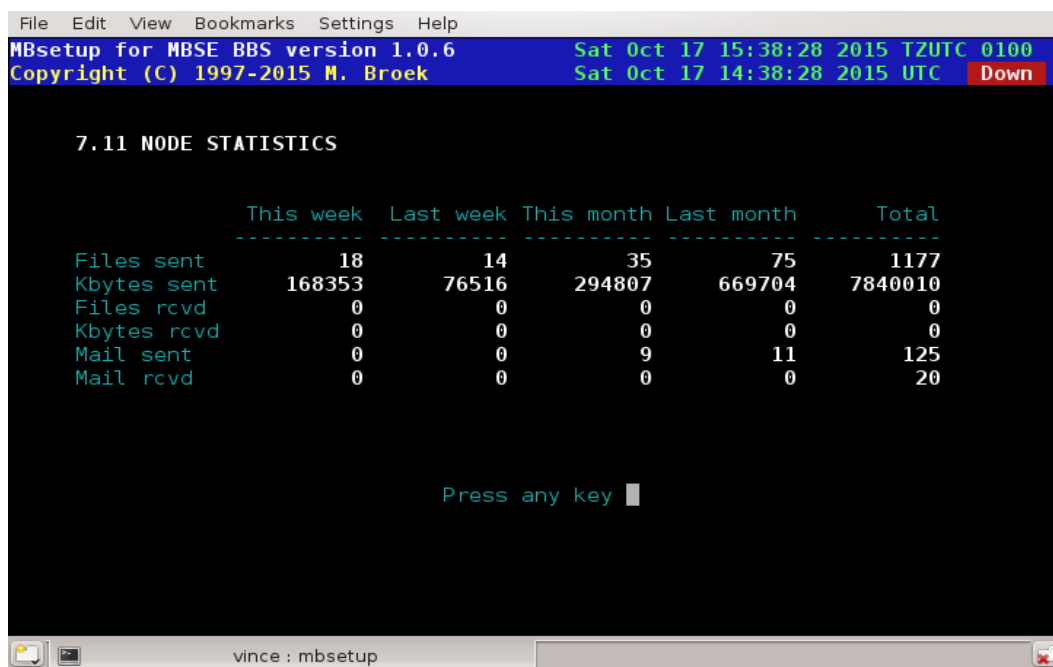 File Edit View Bookmarks Settings Help
MBsetup for MBSE BBS version 1.0.6 Sat Oct 17 15:38:28 2015 TZUTC 0100
Copyright (C) 1997-2015 M. Broek Sat Oct 17 14:38:28 2015 UTC Down
7.11 NODE STATISTICS
This week Last week This month Last month Total
---------- ---------- ---------- ---------- ----------
Files sent 18 14 35 75 1177
Kbytes sent 168353 76516 294807 669704 7840010
Files rcvd 0 0 0 0 0
Kbytes rcvd 0 0 0 0 0
Mail sent 0 0 9 11 125
Mail rcvd 0 0 0 0 20
Press any key
vince : mbsetup